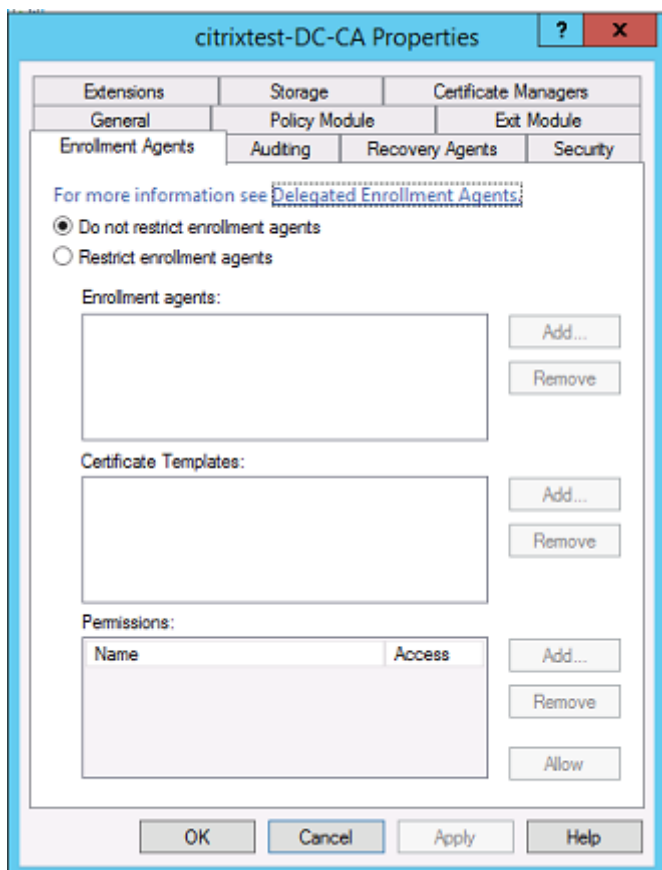 citrixtest-DC-CA Properties
? x
Extensions Storage Certificate Managers
General Policy Module Exit Module
Enrollment Agents Auditing Recovery Agents Security
For more information see Delegated Enrollment Agents.
Do not restrict enrollment agents
Restrict enrollment agents
Enrollment agents:
Add...
Remove
Certificate Templates:
Add...
Remove
Permissions:
Name Access
Add...
Remove
Allow
OK Cancel Apply Help